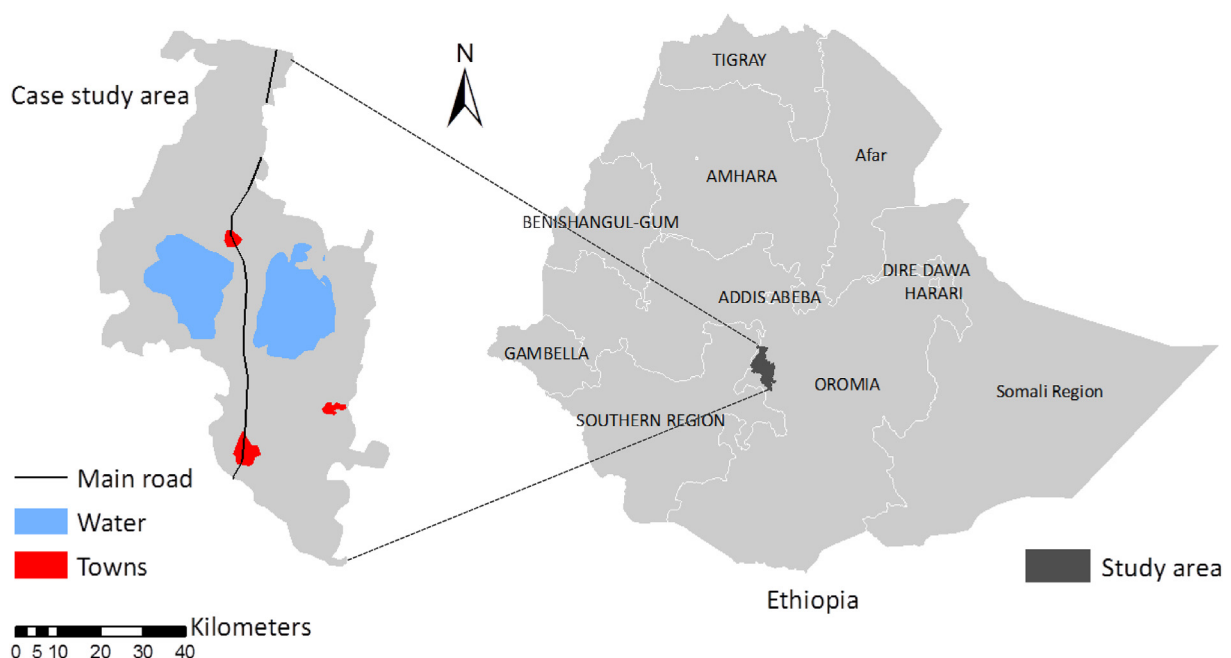 Case study area
N
TIGRAY
Afar
AMHARA
BENISHANGUL-GUM
DIRE DAWA
HARARI
ADDIS ABEBA
GAMBELLA
OROMIA
Somali Region
SOUTHERN REGION
Main road
Water
Towns
Study area
Ethiopia
Kilometers
0 5 10 20 30 40